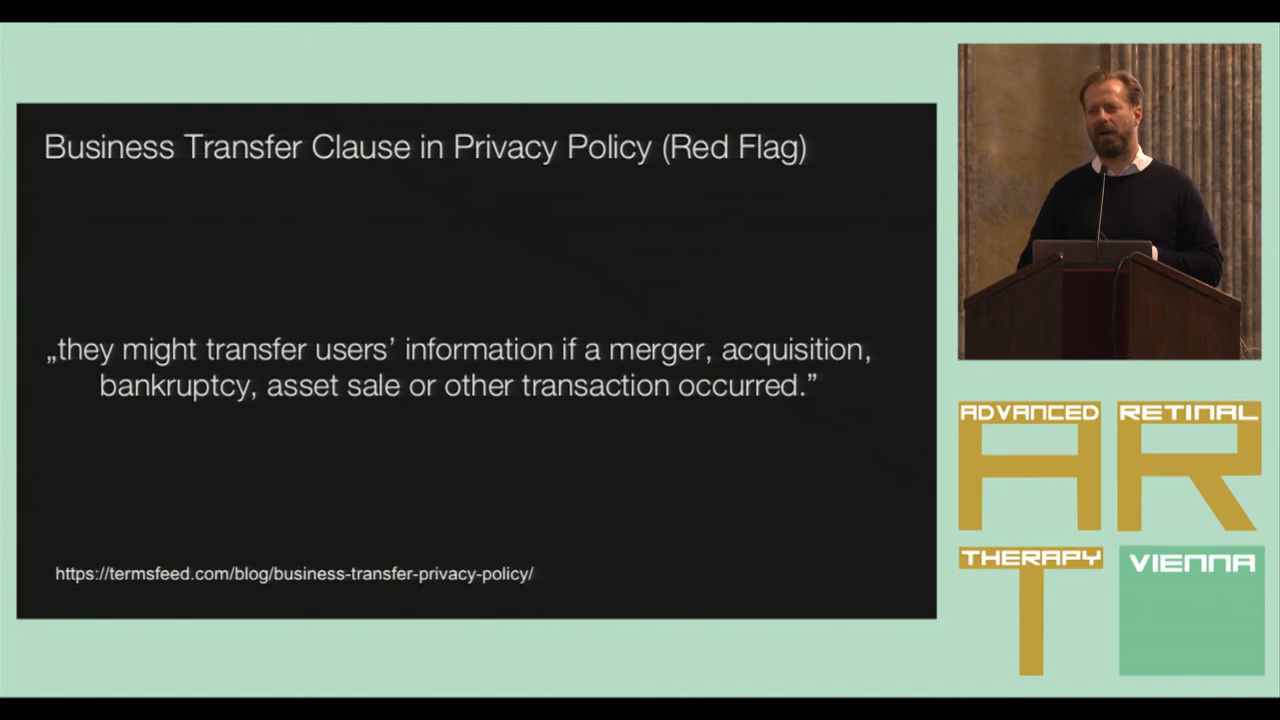 Business Transfer Clause in Privacy Policy (Red Flag)
„they might transfer users’ information if a merger, acquisition,
bankruptcy, asset sale or other transaction occurred.”
https://termsfeed.com/blog/business-transfer-privacy-policy/
ADVANCED
RETINAL
THERAPY
VIENNA